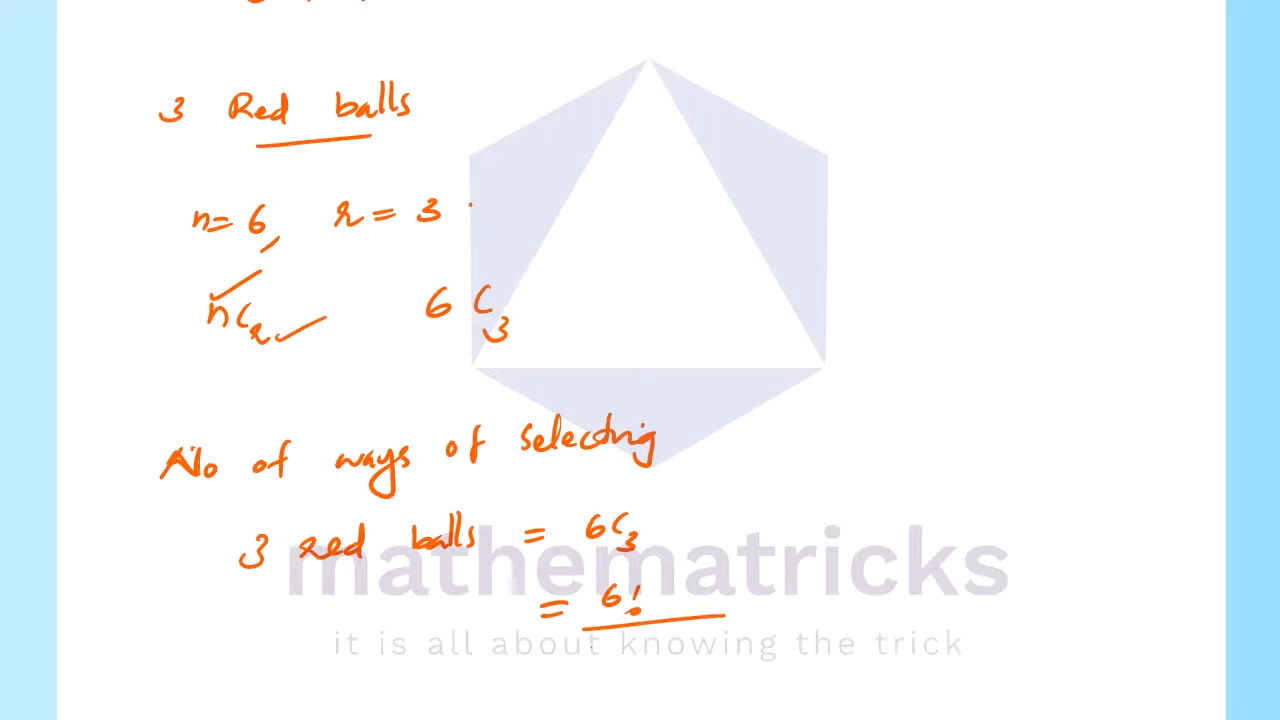 3 Red balls
n= 6, r = 3
nCr 6C3
No of ways of selecting
3 red balls = 6C3
= 6!
mathematricks
it is all about knowing the trick